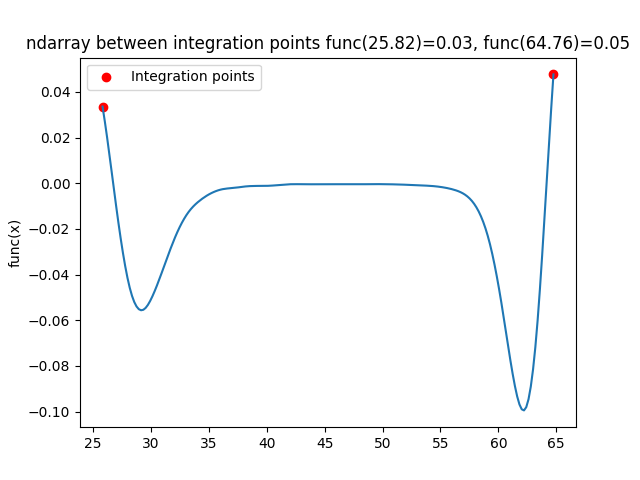 ndarray between integration points func(25.82)=0.03, func(64.76)=0.05
Integration points
func(x)
0.04
0.02
0.00
−0.02
−0.04
−0.06
−0.08
−0.10
25 30 35 40 45 50 55 60 65